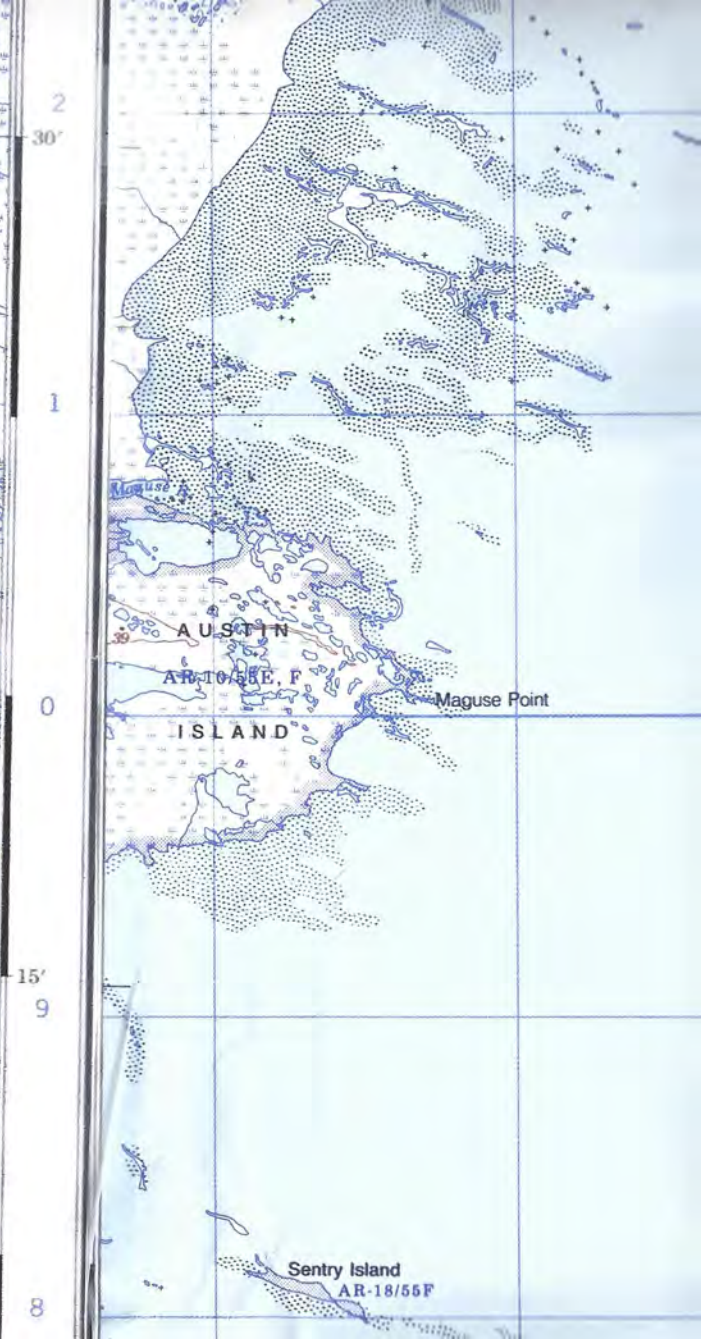 2
30′
1
Maguse R.
AUSTIN
39
AR-10/55E, F
Maguse Point
0
ISLAND
15′
9
Sentry Island
AR-18/55F
8